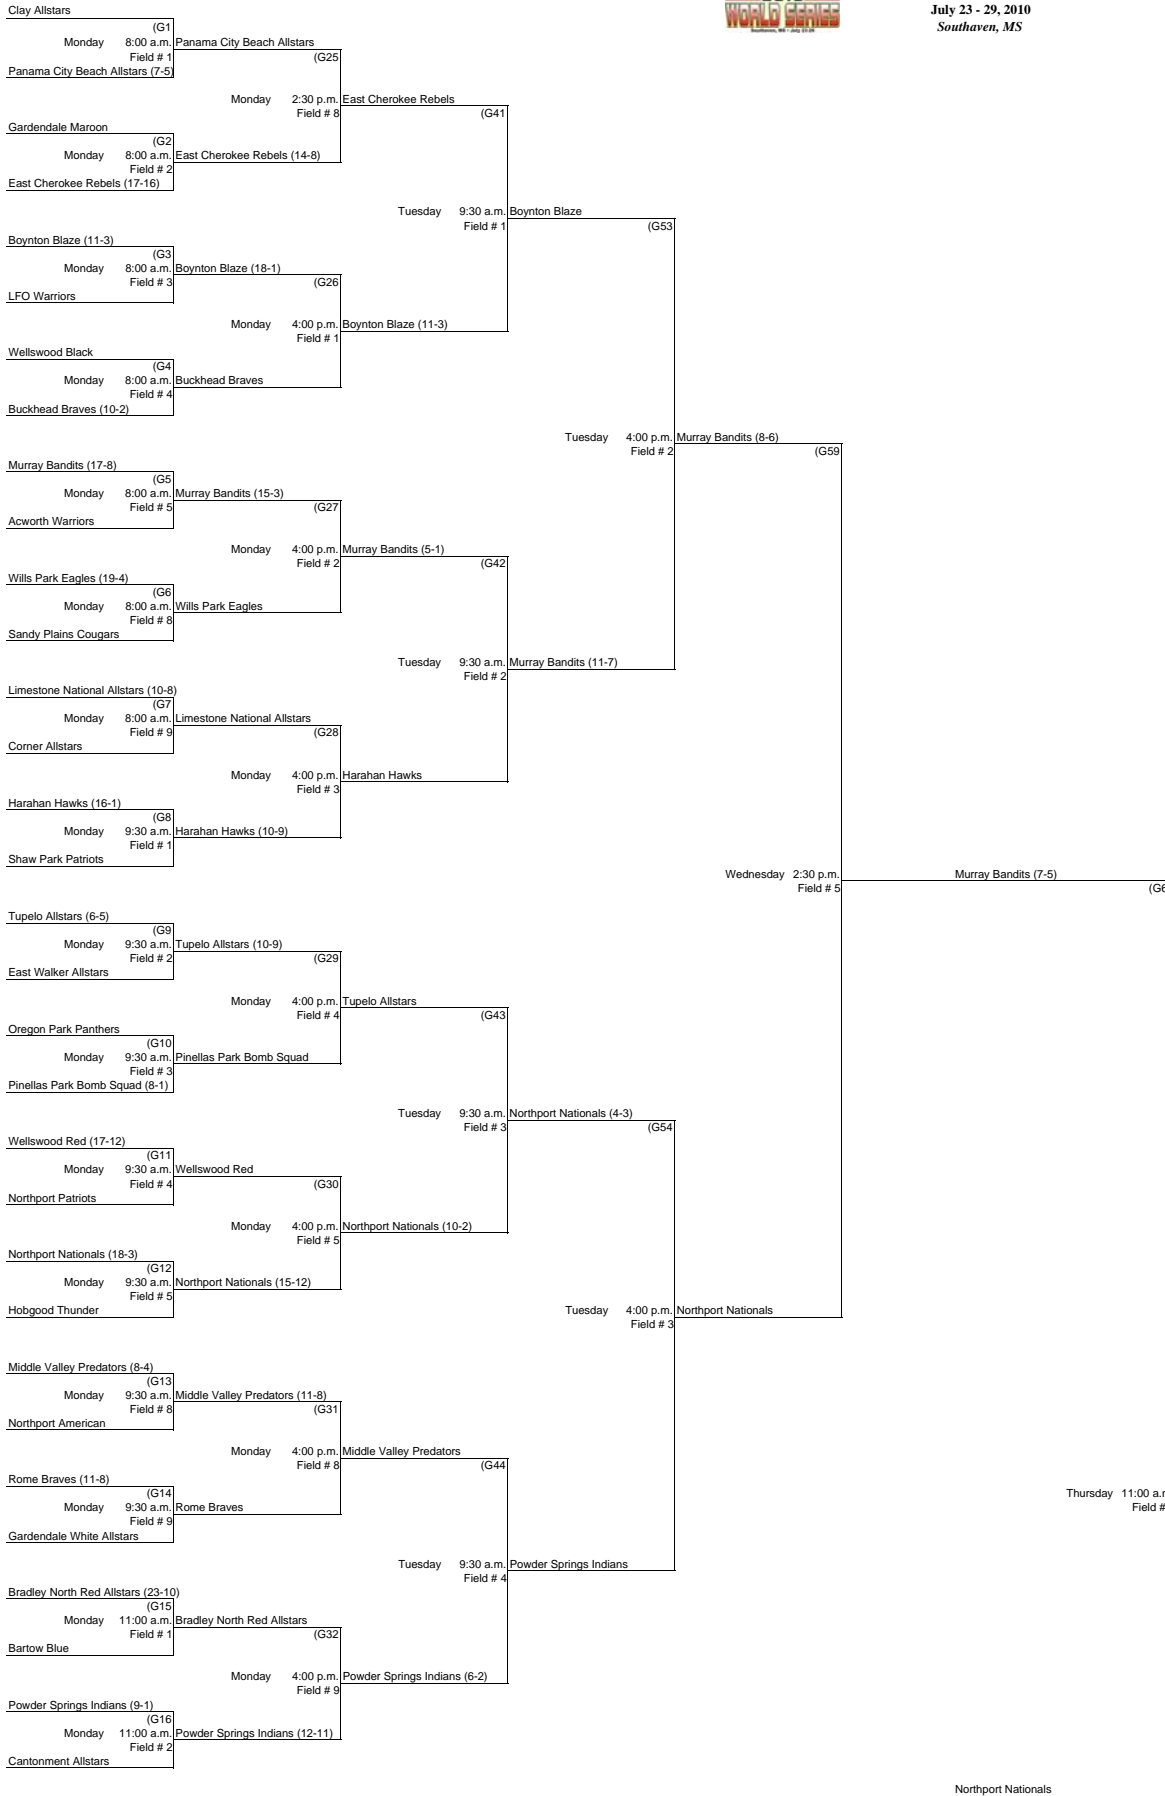 WORLD SERIES
Southaven, MS - July 23-29
July 23 - 29, 2010
Southaven, MS
Clay Allstars
(G1
Monday 8:00 a.m. Panama City Beach Allstars
Field # 1 (G25
Panama City Beach Allstars (7-5)
Monday 2:30 p.m. East Cherokee Rebels
Field # 8 (G41
Gardendale Maroon
(G2
Monday 8:00 a.m. East Cherokee Rebels (14-8)
Field # 2
East Cherokee Rebels (17-16)
Tuesday 9:30 a.m. Boynton Blaze
Field # 1 (G53
Boynton Blaze (11-3)
(G3
Monday 8:00 a.m. Boynton Blaze (18-1)
Field # 3 (G26
LFO Warriors
Monday 4:00 p.m. Boynton Blaze (11-3)
Field # 1
Wellswood Black
(G4
Monday 8:00 a.m. Buckhead Braves
Field # 4
Buckhead Braves (10-2)
Tuesday 4:00 p.m. Murray Bandits (8-6)
Field # 2 (G59
Murray Bandits (17-8)
(G5
Monday 8:00 a.m. Murray Bandits (15-3)
Field # 5 (G27
Acworth Warriors
Monday 4:00 p.m. Murray Bandits (5-1)
Field # 2 (G42
Wills Park Eagles (19-4)
(G6
Monday 8:00 a.m. Wills Park Eagles
Field # 8
Sandy Plains Cougars
Tuesday 9:30 a.m. Murray Bandits (11-7)
Field # 2
Limestone National Allstars (10-8)
(G7
Monday 8:00 a.m. Limestone National Allstars
Field # 9 (G28
Corner Allstars
Monday 4:00 p.m. Harahan Hawks
Field # 3
Harahan Hawks (16-1)
(G8
Monday 9:30 a.m. Harahan Hawks (10-9)
Field # 1
Shaw Park Patriots
Wednesday 2:30 p.m. Murray Bandits (7-5)
Field # 5 (G6
Tupelo Allstars (6-5)
(G9
Monday 9:30 a.m. Tupelo Allstars (10-9)
Field # 2 (G29
East Walker Allstars
Monday 4:00 p.m. Tupelo Allstars
Field # 4 (G43
Oregon Park Panthers
(G10
Monday 9:30 a.m. Pinellas Park Bomb Squad
Field # 3
Pinellas Park Bomb Squad (8-1)
Tuesday 9:30 a.m. Northport Nationals (4-3)
Field # 3 (G54
Wellswood Red (17-12)
(G11
Monday 9:30 a.m. Wellswood Red
Field # 4 (G30
Northport Patriots
Monday 4:00 p.m. Northport Nationals (10-2)
Field # 5
Northport Nationals (18-3)
(G12
Monday 9:30 a.m. Northport Nationals (15-12)
Field # 5
Hobgood Thunder
Tuesday 4:00 p.m. Northport Nationals
Field # 3
Middle Valley Predators (8-4)
(G13
Monday 9:30 a.m. Middle Valley Predators (11-8)
Field # 8 (G31
Northport American
Monday 4:00 p.m. Middle Valley Predators
Field # 8 (G44
Rome Braves (11-8)
(G14
Thursday 11:00 a.m
Monday 9:30 a.m. Rome Braves
Field #
Field # 9
Gardendale White Allstars
Tuesday 9:30 a.m. Powder Springs Indians
Field # 4
Bradley North Red Allstars (23-10)
(G15
Monday 11:00 a.m. Bradley North Red Allstars
Field # 1 (G32
Bartow Blue
Monday 4:00 p.m. Powder Springs Indians (6-2)
Field # 9
Powder Springs Indians (9-1)
(G16
Monday 11:00 a.m. Powder Springs Indians (12-11)
Field # 2
Cantonment Allstars
Northport Nationals